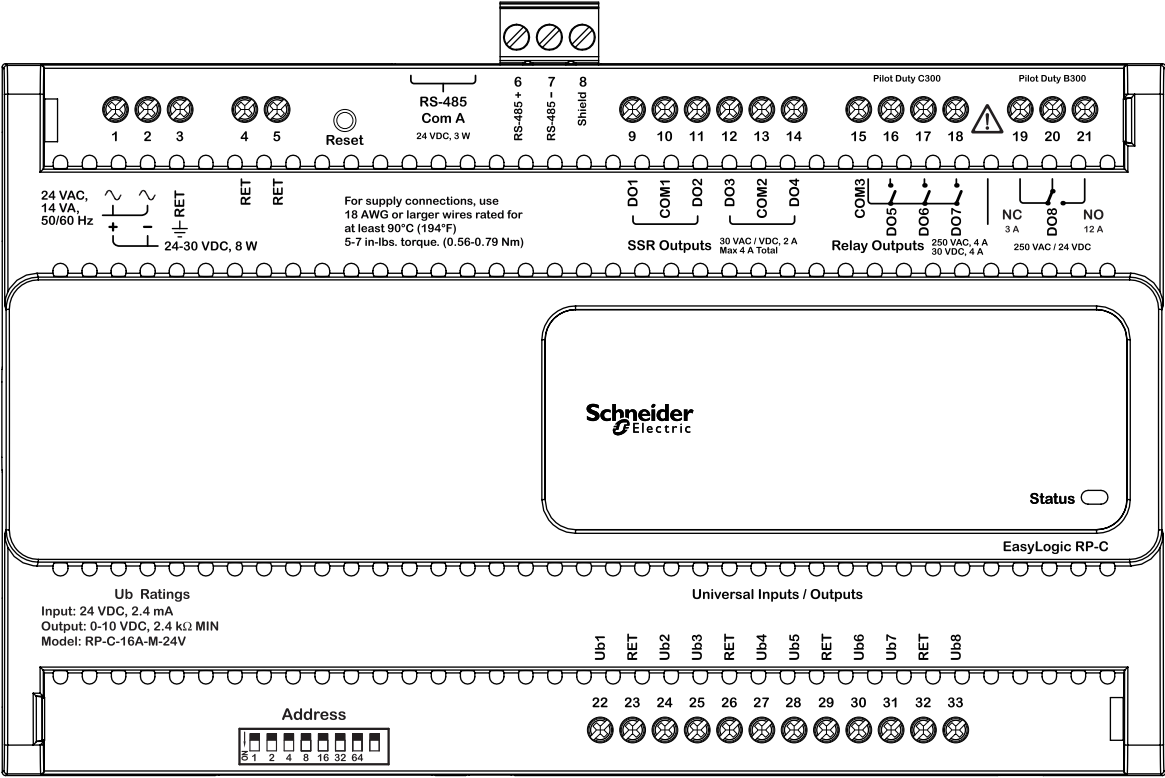 6 7 8
RS-485 +
RS-485 –
Shield
RS-485
Com A
24 VDC, 3 W
Pilot Duty C300
Pilot Duty B300
1 2 3 4 5
Reset
9 10 11 12 13 14
15 16 17 18
19 20 21
24 VAC,
14 VA,
50/60 Hz
+ –
RET
24-30 VDC, 8 W
RET
RET
For supply connections, use
18 AWG or larger wires rated for
at least 90°C (194°F)
5-7 in-lbs. torque. (0.56-0.79 Nm)
DO1
COM1
DO2
DO3
COM2
DO4
SSR Outputs
30 VAC / VDC, 2 A
Max 4 A Total
COM3
DO5
DO6
DO7
Relay Outputs
250 VAC, 4 A
30 VDC, 4 A
NC
3 A
DO8
NO
12 A
250 VAC / 24 VDC
Schneider
Electric
Status
EasyLogic RP-C
Ub Ratings
Input: 24 VDC, 2.4 mA
Output: 0-10 VDC, 2.4 kΩ MIN
Model: RP-C-16A-M-24V
Universal Inputs / Outputs
Ub1
RET
Ub2
Ub3
RET
Ub4
Ub5
RET
Ub6
Ub7
RET
Ub8
22 23 24 25 26 27 28 29 30 31 32 33
Address
ON
1 2 4 8 16 32 64